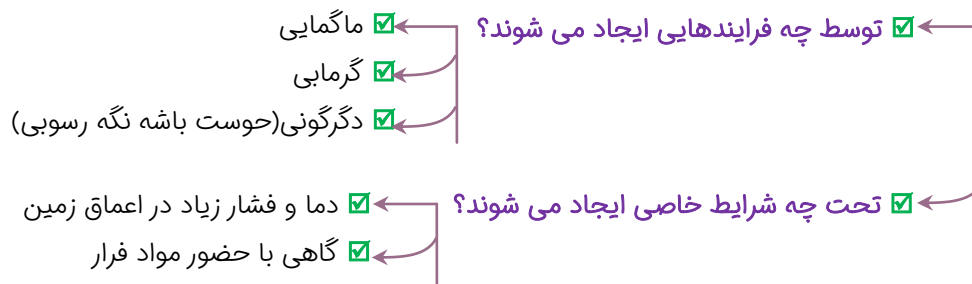 توسط چه فرایندهایی ایجاد می شوند؟
ماگمایی
گرمابی
دگرگونی(حوست باشه نگه رسوبی)
تحت چه شرایط خاصی ایجاد می شوند؟
دما و فشار زیاد در اعماق زمین
گاهی با حضور مواد فرار